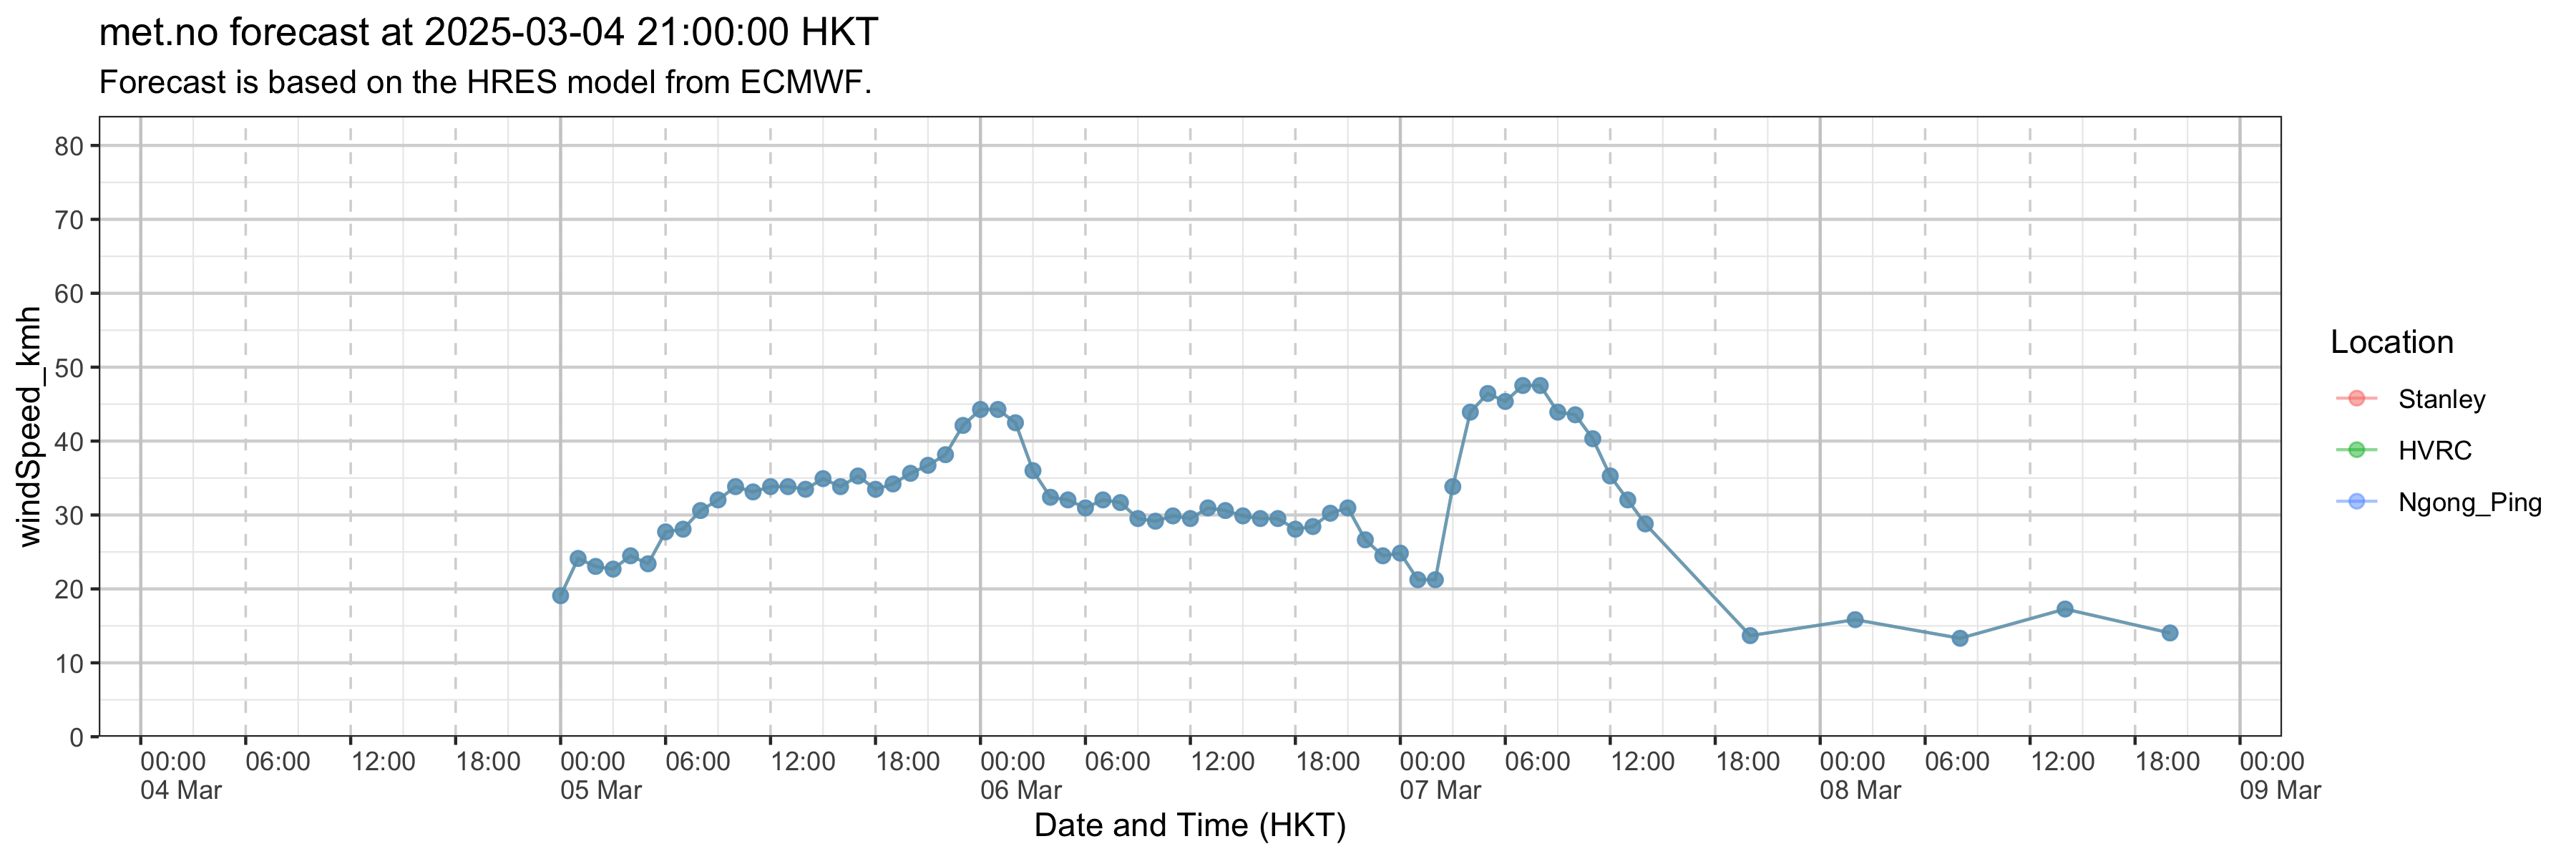 met.no forecast at 2025-03-04 21:00:00 HKT
Forecast is based on the HRES model from ECMWF.
windSpeed_kmh
80
70
60
50
40
30
20
10
0
00:00 06:00 12:00 18:00 00:00 06:00 12:00 18:00 00:00 06:00 12:00 18:00 00:00 06:00 12:00 18:00 00:00 06:00 12:00 18:00 00:00
04 Mar 05 Mar 06 Mar 07 Mar 08 Mar 09 Mar
Date and Time (HKT)
Location
Stanley
HVRC
Ngong_Ping